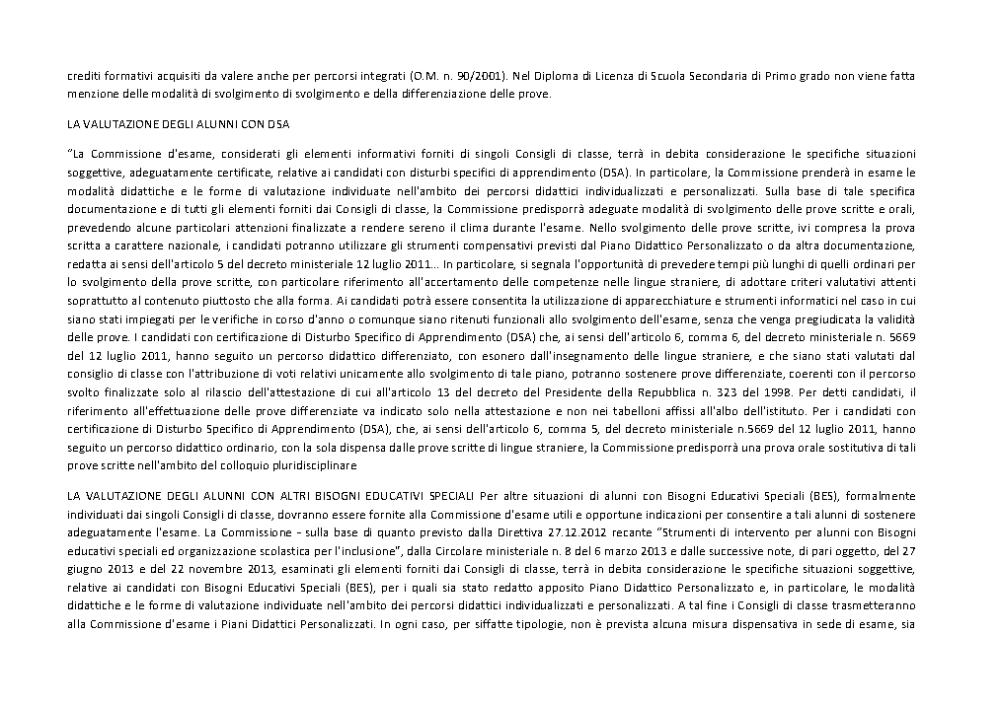 crediti formativi acquisiti da valere anche per percorsi integrati (O.M. n. 90/2001). Nel Diploma di Licenza di Scuola Secondaria di Primo grado non viene fatta
menzione delle modalità di svolgimento di svolgimento e della differenziazione delle prove.
LA VALUTAZIONE DEGLI ALUNNI CON DSA
“La Commissione d'esame, considerati gli elementi informativi forniti di singoli Consigli di classe, terrà in debita considerazione le specifiche situazioni
soggettive, adeguatamente certificate, relative ai candidati con disturbi specifici di apprendimento (DSA). In particolare, la Commissione prenderà in esame le
modalità didattiche e le forme di valutazione individuate nell'ambito dei percorsi didattici individualizzati e personalizzati. Sulla base di tale specifica
documentazione e di tutti gli elementi forniti dai Consigli di classe, la Commissione predisporrà adeguate modalità di svolgimento delle prove scritte e orali,
prevedendo alcune particolari attenzioni finalizzate a rendere sereno il clima durante l'esame. Nello svolgimento delle prove scritte, ivi compresa la prova
scritta a carattere nazionale, i candidati potranno utilizzare gli strumenti compensativi previsti dal Piano Didattico Personalizzato o da altra documentazione,
redatta ai sensi dell'articolo 5 del decreto ministeriale 12 luglio 2011... In particolare, si segnala l'opportunità di prevedere tempi più lunghi di quelli ordinari per
lo svolgimento della prove scritte, con particolare riferimento all'accertamento delle competenze nelle lingue straniere, di adottare criteri valutativi attenti
soprattutto al contenuto piuttosto che alla forma. Ai candidati potrà essere consentita la utilizzazione di apparecchiature e strumenti informatici nel caso in cui
siano stati impiegati per le verifiche in corso d'anno o comunque siano ritenuti funzionali allo svolgimento dell'esame, senza che venga pregiudicata la validità
delle prove. I candidati con certificazione di Disturbo Specifico di Apprendimento (DSA) che, ai sensi dell'articolo 6, comma 6, del decreto ministeriale n. 5669
del 12 luglio 2011, hanno seguito un percorso didattico differenziato, con esonero dall'insegnamento delle lingue straniere, e che siano stati valutati dal
consiglio di classe con l'attribuzione di voti relativi unicamente allo svolgimento di tale piano, potranno sostenere prove differenziate, coerenti con il percorso
svolto finalizzate solo al rilascio dell'attestazione di cui all'articolo 13 del decreto del Presidente della Repubblica n. 323 del 1998. Per detti candidati, il
riferimento all'effettuazione delle prove differenziate va indicato solo nella attestazione e non nei tabelloni affissi all'albo dell'istituto. Per i candidati con
certificazione di Disturbo Specifico di Apprendimento (DSA), che, ai sensi dell'articolo 6, comma 5, del decreto ministeriale n.5669 del 12 luglio 2011, hanno
seguito un percorso didattico ordinario, con la sola dispensa dalle prove scritte di lingue straniere, la Commissione predisporrà una prova orale sostitutiva di tali
prove scritte nell'ambito del colloquio pluridisciplinare
LA VALUTAZIONE DEGLI ALUNNI CON ALTRI BISOGNI EDUCATIVI SPECIALI Per altre situazioni di alunni con Bisogni Educativi Speciali (BES), formalmente
individuati dai singoli Consigli di classe, dovranno essere fornite alla Commissione d'esame utili e opportune indicazioni per consentire a tali alunni di sostenere
adeguatamente l'esame. La Commissione - sulla base di quanto previsto dalla Direttiva 27.12.2012 recante “Strumenti di intervento per alunni con Bisogni
educativi speciali ed organizzazione scolastica per l'inclusione”, dalla Circolare ministeriale n. 8 del 6 marzo 2013 e dalle successive note, di pari oggetto, del 27
giugno 2013 e del 22 novembre 2013, esaminati gli elementi forniti dai Consigli di classe, terrà in debita considerazione le specifiche situazioni soggettive,
relative ai candidati con Bisogni Educativi Speciali (BES), per i quali sia stato redatto apposito Piano Didattico Personalizzato e, in particolare, le modalità
didattiche e le forme di valutazione individuate nell'ambito dei percorsi didattici individualizzati e personalizzati. A tal fine i Consigli di classe trasmetteranno
alla Commissione d'esame i Piani Didattici Personalizzati. In ogni caso, per siffatte tipologie, non è prevista alcuna misura dispensativa in sede di esame, sia